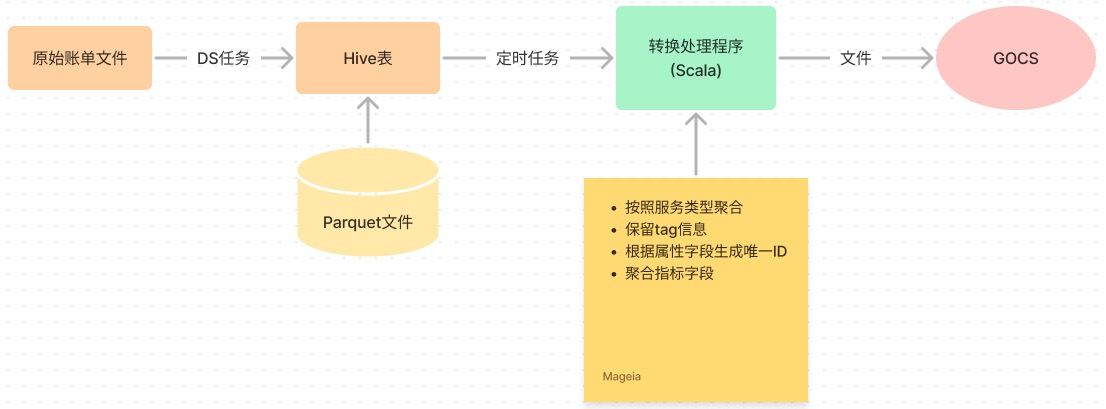 原始账单文件
DS任务
Hive表
定时任务
转换处理程序
(Scala)
文件
GOCS
Parquet文件
• 按照服务类型聚合
• 保留tag信息
• 根据属性字段生成唯一ID
• 聚合指标字段
Mageia